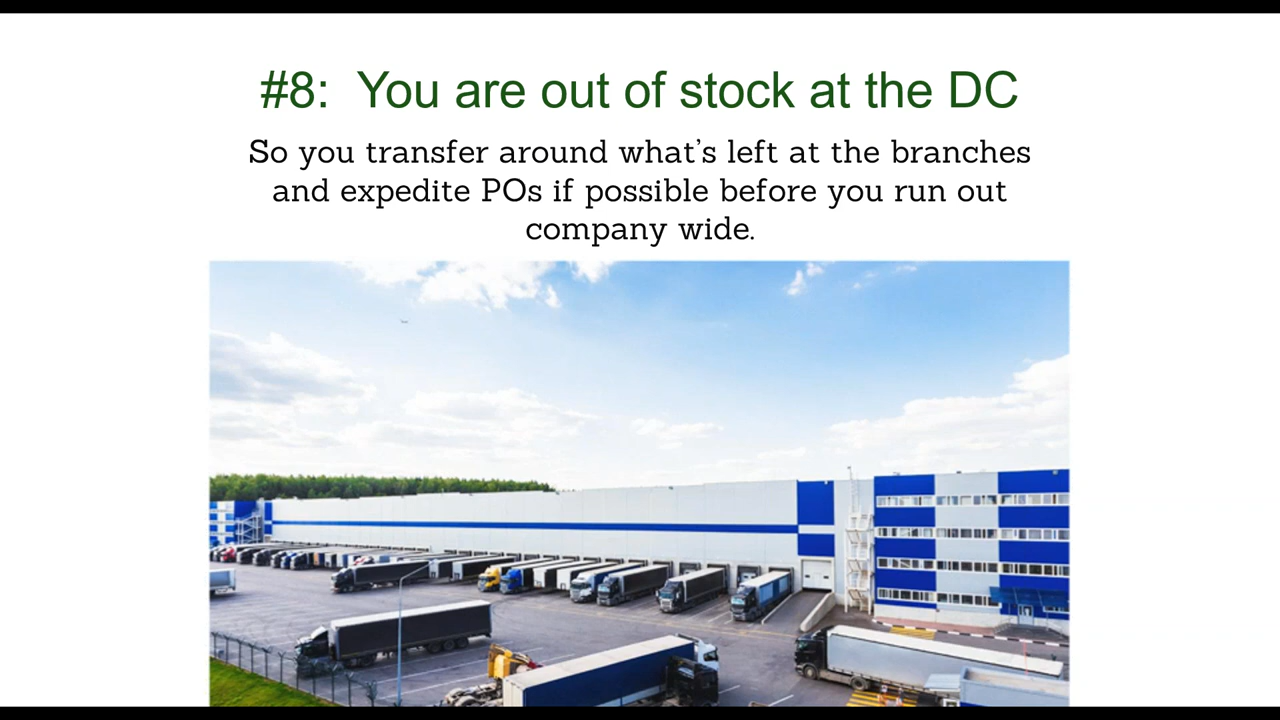 #8: You are out of stock at the DC
So you transfer around what's left at the branches
and expedite POs if possible before you run out
company wide.